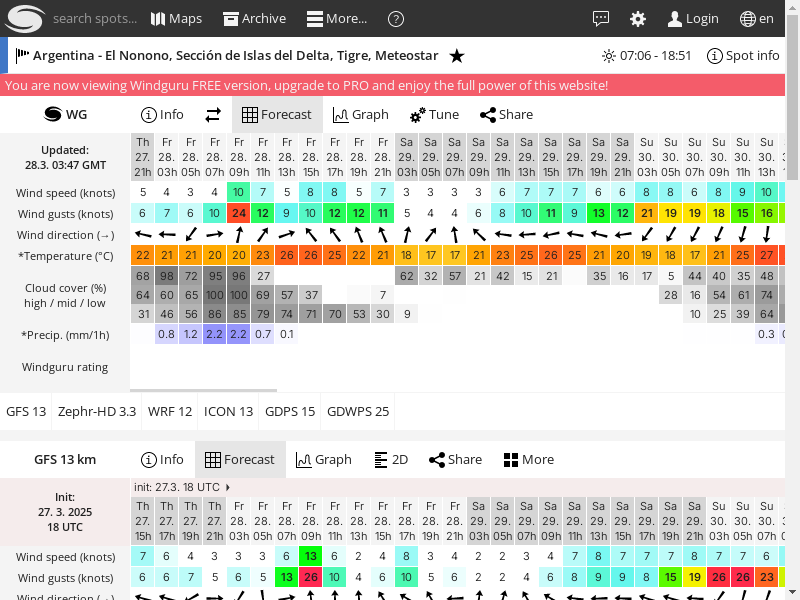 search spots... Maps Archive More... ? Login en
Argentina - El Nonono, Sección de Islas del Delta, Tigre, Meteostar ★ 07:06 - 18:51 Spot info
You are now viewing Windguru FREE version, upgrade to PRO and enjoy the full power of this website!
WG Info Forecast Graph Tune Share
Updated:
28.3. 03:47 GMT
Th Fr Fr Fr Fr Fr Fr Fr Fr Fr Fr Sa Sa Sa Sa Sa Sa Sa Sa Sa Sa Su Su Su Su Su Su
27. 28. 28. 28. 28. 28. 28. 28. 28. 28. 28. 29. 29. 29. 29. 29. 29. 29. 29. 29. 29. 30. 30. 30. 30. 30. 30.
21h 03h 05h 07h 09h 11h 13h 15h 17h 19h 21h 03h 05h 07h 09h 11h 13h 15h 17h 19h 21h 03h 05h 07h 09h 11h 13h
Wind speed (knots) 5 4 3 4 10 7 5 8 8 5 7 3 3 3 3 6 7 7 7 6 6 8 8 6 8 9 10
Wind gusts (knots) 6 7 6 10 24 12 9 10 12 12 11 5 4 4 6 8 10 11 9 13 12 21 19 19 18 15 16
Wind direction (→)
*Temperature (°C) 22 21 21 20 20 23 26 26 25 22 21 18 17 17 21 23 25 26 25 21 20 19 18 17 21 25 27
Cloud cover (%)
high / mid / low
68 98 72 95 96 27 62 32 57 21 42 15 21 35 16 17 5 44 40 35 48
64 60 65 100 100 69 57 37 7 28 16 54 61 74
31 46 56 86 85 79 74 71 70 53 30 9 10 25 39 64
*Precip. (mm/1h) 0.8 1.2 2.2 2.2 0.7 0.1 0.3
Windguru rating
GFS 13 Zephr-HD 3.3 WRF 12 ICON 13 GDPS 15 GDWPS 25
GFS 13 km Info Forecast Graph 2D Share More
init: 27.3. 18 UTC
Init:
27. 3. 2025
18 UTC
Th Th Th Th Fr Fr Fr Fr Fr Fr Fr Fr Fr Fr Sa Sa Sa Sa Sa Sa Sa Sa Sa Sa Su Su Su
27. 27. 27. 27. 28. 28. 28. 28. 28. 28. 28. 28. 28. 28. 29. 29. 29. 29. 29. 29. 29. 29. 29. 29. 30. 30. 30.
15h 17h 19h 21h 03h 05h 07h 09h 11h 13h 15h 17h 19h 21h 03h 05h 07h 09h 11h 13h 15h 17h 19h 21h 03h 05h 07h
Wind speed (knots) 7 6 4 3 3 3 6 13 6 2 4 8 3 4 2 2 3 4 7 8 7 7 7 8 7 7 6
Wind gusts (knots) 6 6 7 5 6 5 13 26 10 4 6 10 5 6 2 2 4 6 8 9 9 8 15 19 26 26 23
Wind direction (→)